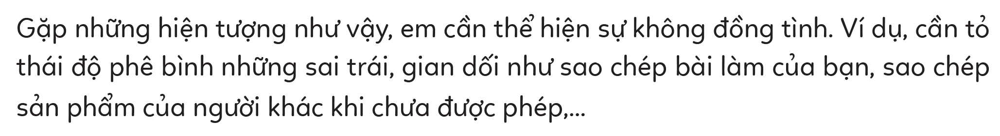 Gặp những hiện tượng như vậy, em cần thể hiện sự không đồng tình. Ví dụ, cần tỏ
thái độ phê bình những sai trái, gian dối như sao chép bài làm của bạn, sao chép
sản phẩm của người khác khi chưa được phép,...